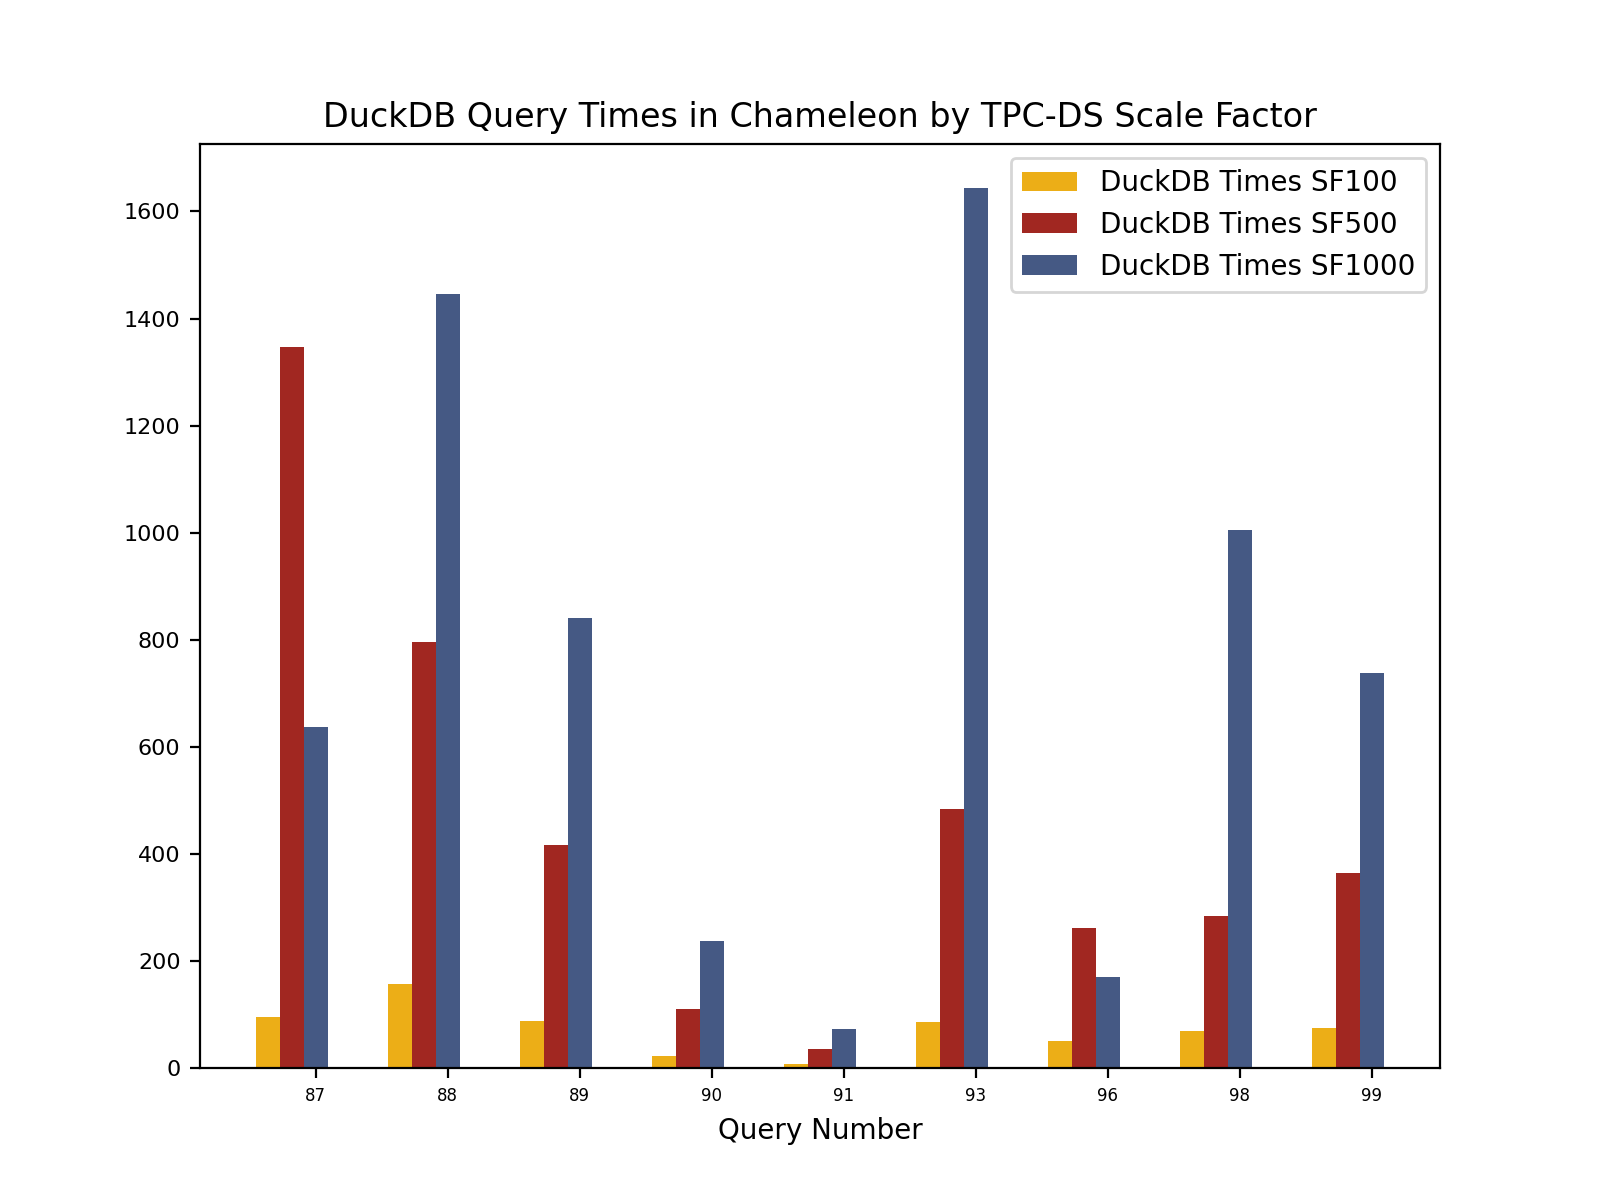 DuckDB Query Times in Chameleon by TPC-DS Scale Factor
DuckDB Times SF100
DuckDB Times SF500
DuckDB Times SF1000
1600
1400
1200
1000
800
600
400
200
0
87 88 89 90 91 93 96 98 99
Query Number